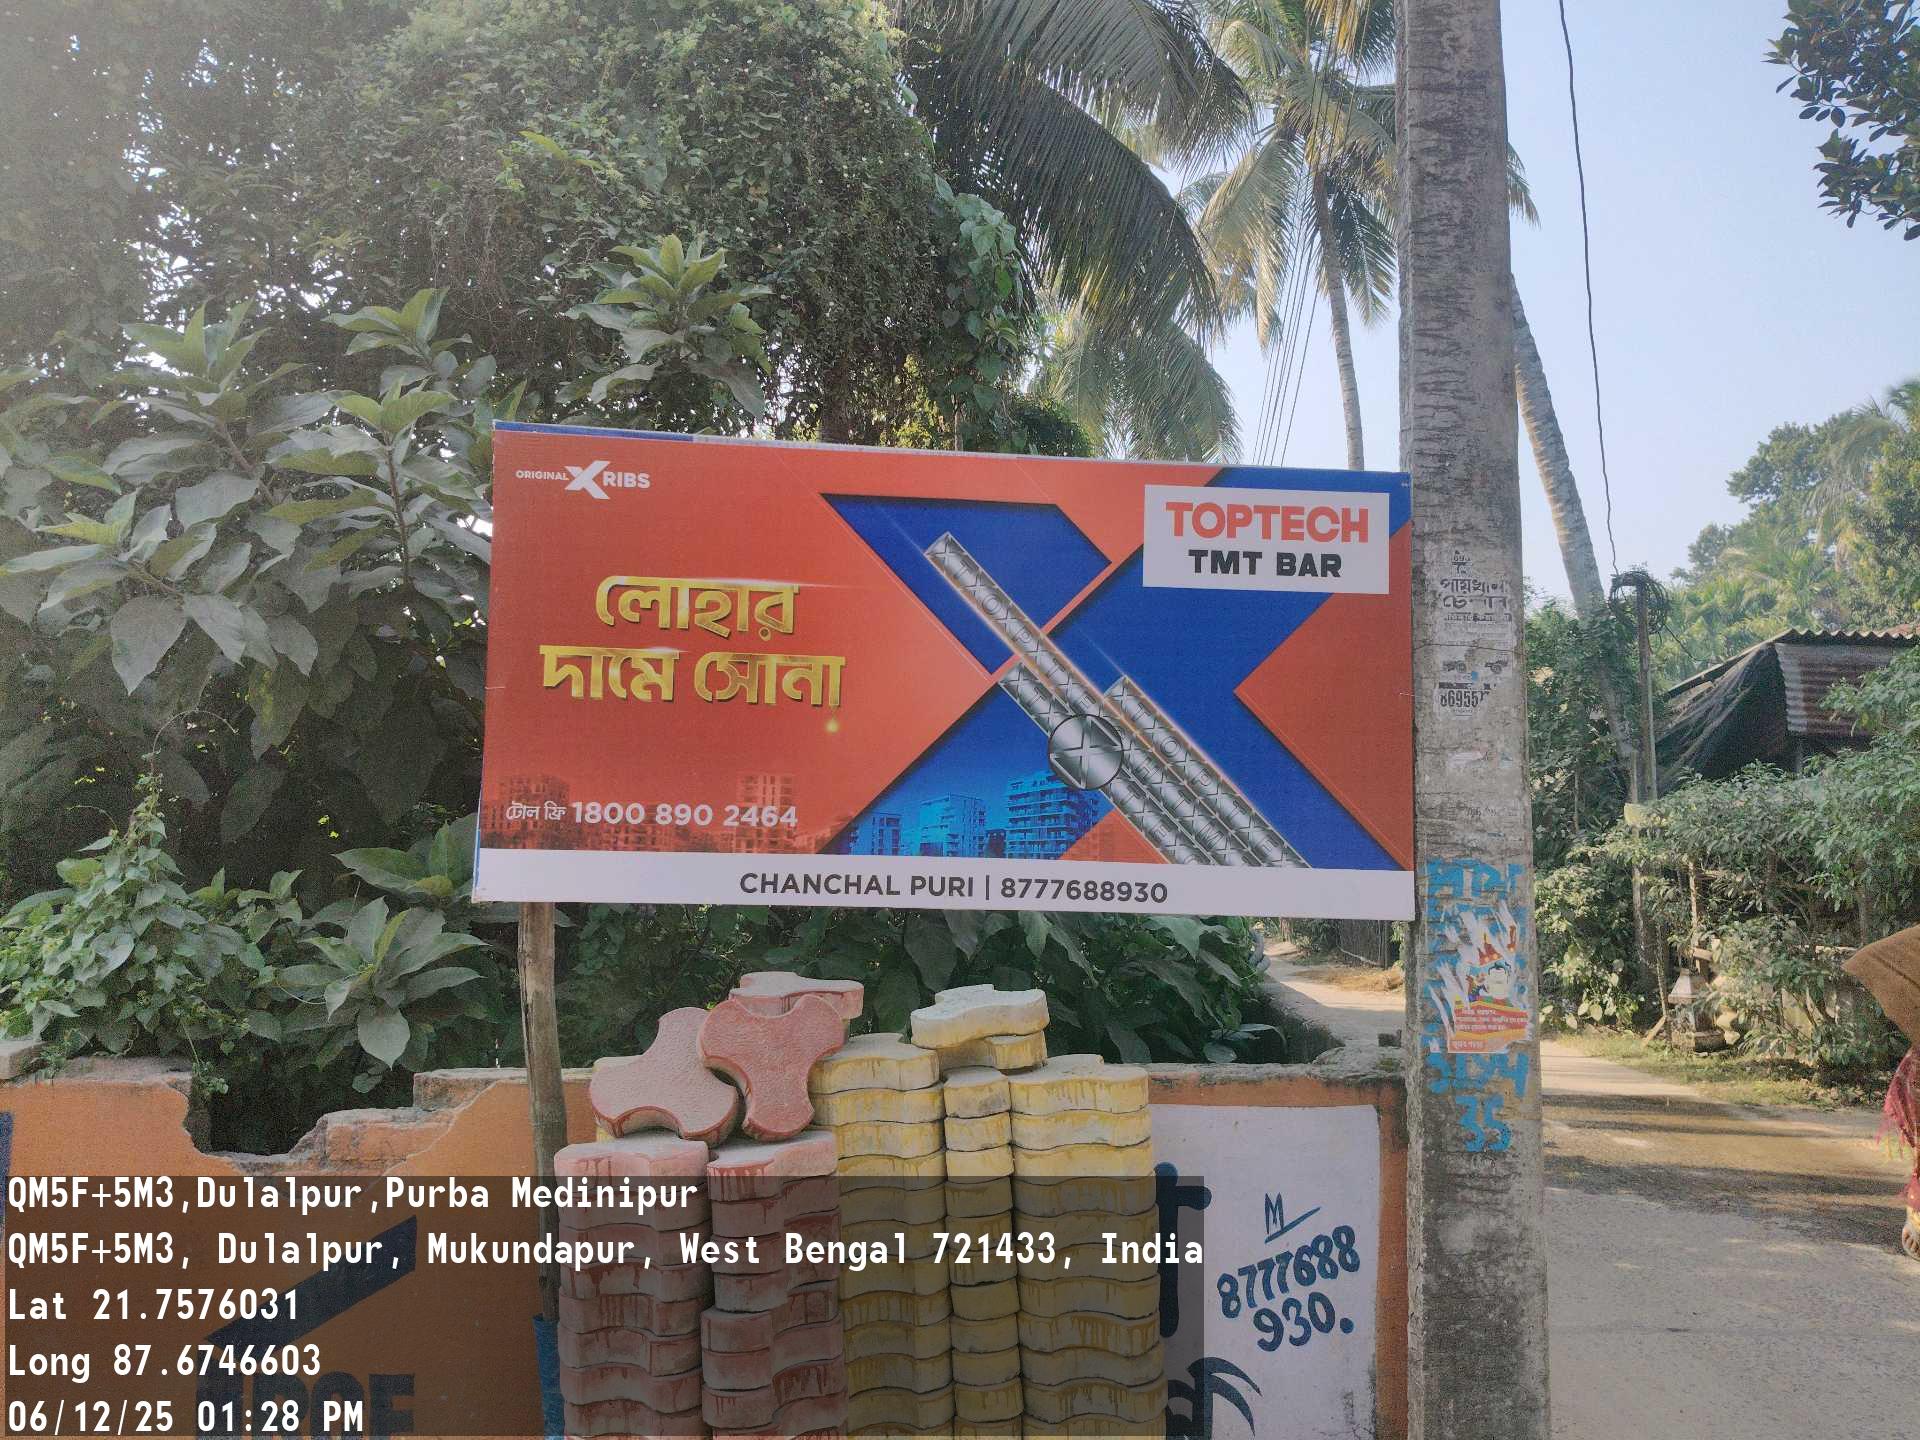 ORIGINAL X RIBS
TOPTECH
TMT BAR
লোহার
দামে সোনা
টোল ফ্রি 1800 890 2464
CHANCHAL PURI | 8777688930
পায়খানা
86955
35
M
8777688
930.
QM5F+5M3,Dulalpur,Purba Medinipur
QM5F+5M3, Dulalpur, Mukundapur, West Bengal 721433, India
Lat 21.7576031
Long 87.6746603
06/12/25 01:28 PM